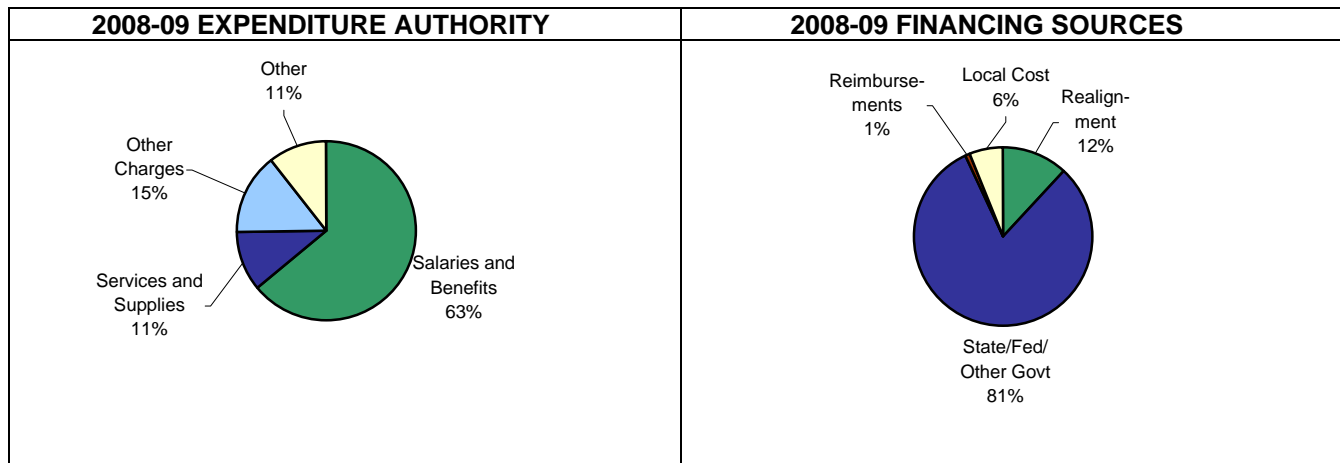 2008-09 EXPENDITURE AUTHORITY
Other
11%
Other
Charges
15%
Services and
Supplies
11%
Salaries and
Benefits
63%
2008-09 FINANCING SOURCES
Reimburse-
ments
1%
Local Cost
6%
Realign-
ment
12%
State/Fed/
Other Govt
81%